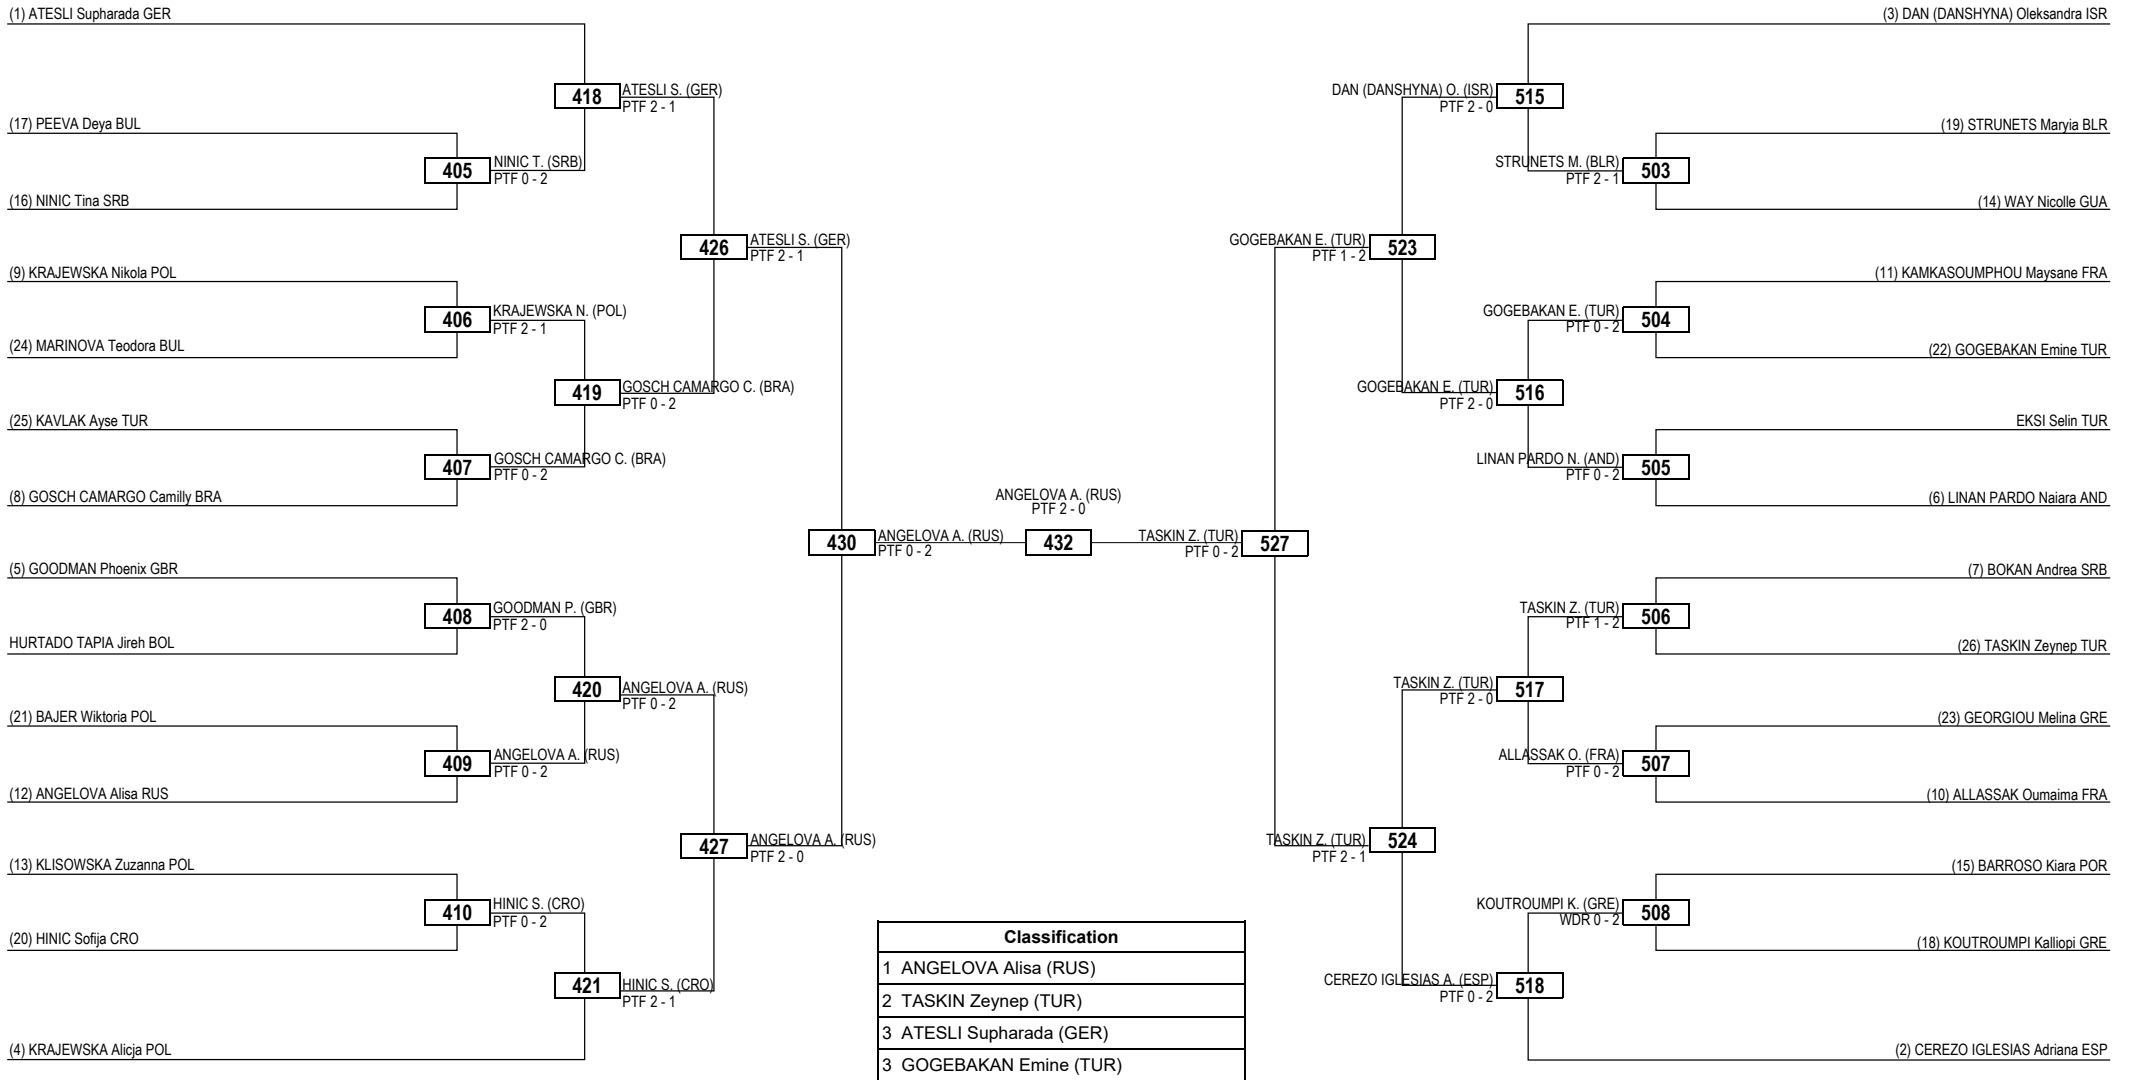 (1) ATESLI Supharada GER
418
ATESLI S. (GER)
PTF 2 - 1
(17) PEEVA Deya BUL
405
NINIC T. (SRB)
PTF 0 - 2
(16) NINIC Tina SRB
426
ATESLI S. (GER)
PTF 2 - 1
(9) KRAJEWSKA Nikola POL
406
KRAJEWSKA N. (POL)
PTF 2 - 1
(24) MARINOVA Teodora BUL
419
GOSCH CAMARGO C. (BRA)
PTF 0 - 2
(25) KAVLAK Ayse TUR
407
GOSCH CAMARGO C. (BRA)
PTF 0 - 2
(8) GOSCH CAMARGO Camilly BRA
430
ANGELOVA A. (RUS)
PTF 0 - 2
(5) GOODMAN Phoenix GBR
408
GOODMAN P. (GBR)
PTF 2 - 0
HURTADO TAPIA Jireh BOL
420
ANGELOVA A. (RUS)
PTF 0 - 2
(21) BAJER Wiktoria POL
409
ANGELOVA A. (RUS)
PTF 0 - 2
(12) ANGELOVA Alisa RUS
427
ANGELOVA A. (RUS)
PTF 2 - 0
(13) KLISOWSKA Zuzanna POL
410
HINIC S. (CRO)
PTF 0 - 2
(20) HINIC Sofija CRO
421
HINIC S. (CRO)
PTF 2 - 1
(4) KRAJEWSKA Alicja POL
ANGELOVA A. (RUS)
PTF 2 - 0
432
(3) DAN (DANSHYNA) Oleksandra ISR
DAN (DANSHYNA) O. (ISR)
PTF 2 - 0
515
(19) STRUNETS Maryia BLR
STRUNETS M. (BLR)
PTF 2 - 1
503
(14) WAY Nicolle GUA
GOGEBAKAN E. (TUR)
PTF 1 - 2
523
(11) KAMKASOUMPHOU Maysane FRA
GOGEBAKAN E. (TUR)
PTF 0 - 2
504
(22) GOGEBAKAN Emine TUR
GOGEBAKAN E. (TUR)
PTF 2 - 0
516
EKSI Selin TUR
LINAN PARDO N. (AND)
PTF 0 - 2
505
(6) LINAN PARDO Naiara AND
TASKIN Z. (TUR)
PTF 0 - 2
527
(7) BOKAN Andrea SRB
TASKIN Z. (TUR)
PTF 1 - 2
506
(26) TASKIN Zeynep TUR
TASKIN Z. (TUR)
PTF 2 - 0
517
(23) GEORGIOU Melina GRE
ALLASSAK O. (FRA)
PTF 0 - 2
507
(10) ALLASSAK Oumaima FRA
TASKIN Z. (TUR)
PTF 2 - 1
524
(15) BARROSO Kiara POR
KOUTROUMPI K. (GRE)
WDR 0 - 2
508
(18) KOUTROUMPI Kalliopi GRE
CEREZO IGLESIAS A. (ESP)
PTF 0 - 2
518
(2) CEREZO IGLESIAS Adriana ESP
Classification
1 ANGELOVA Alisa (RUS)
2 TASKIN Zeynep (TUR)
3 ATESLI Supharada (GER)
3 GOGEBAKAN Emine (TUR)